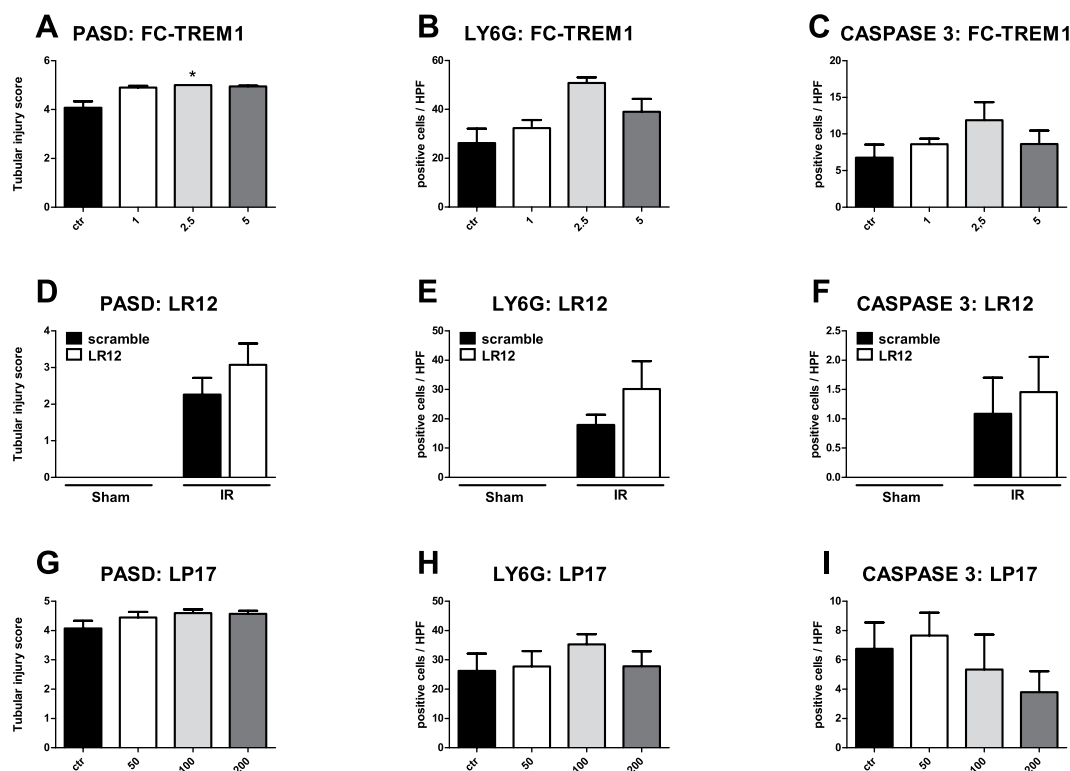 A PASD: FC-TREM1
Tubular injury score
6
4
2
0
*
ctr
1
2.5
5
B LY6G: FC-TREM1
positive cells / HPF
60
40
20
0
ctr
1
2.5
5
C CASPASE 3: FC-TREM1
positive cells / HPF
20
15
10
5
0
ctr
1
2,5
5
D PASD: LR12
Tubular injury score
4
3
2
1
0
scramble
LR12
Sham
IR
E LY6G: LR12
positive cells / HPF
50
40
30
20
10
0
scramble
LR12
Sham
IR
F CASPASE 3: LR12
positive cells / HPF
2.5
2.0
1.5
1.0
0.5
0.0
scramble
LR12
Sham
IR
G PASD: LP17
Tubular injury score
5
4
3
2
1
0
ctr
50
100
200
H LY6G: LP17
positive cells / HPF
50
40
30
20
10
0
ctr
50
100
200
I CASPASE 3: LP17
positive cells / HPF
10
8
6
4
2
0
ctr
50
100
200